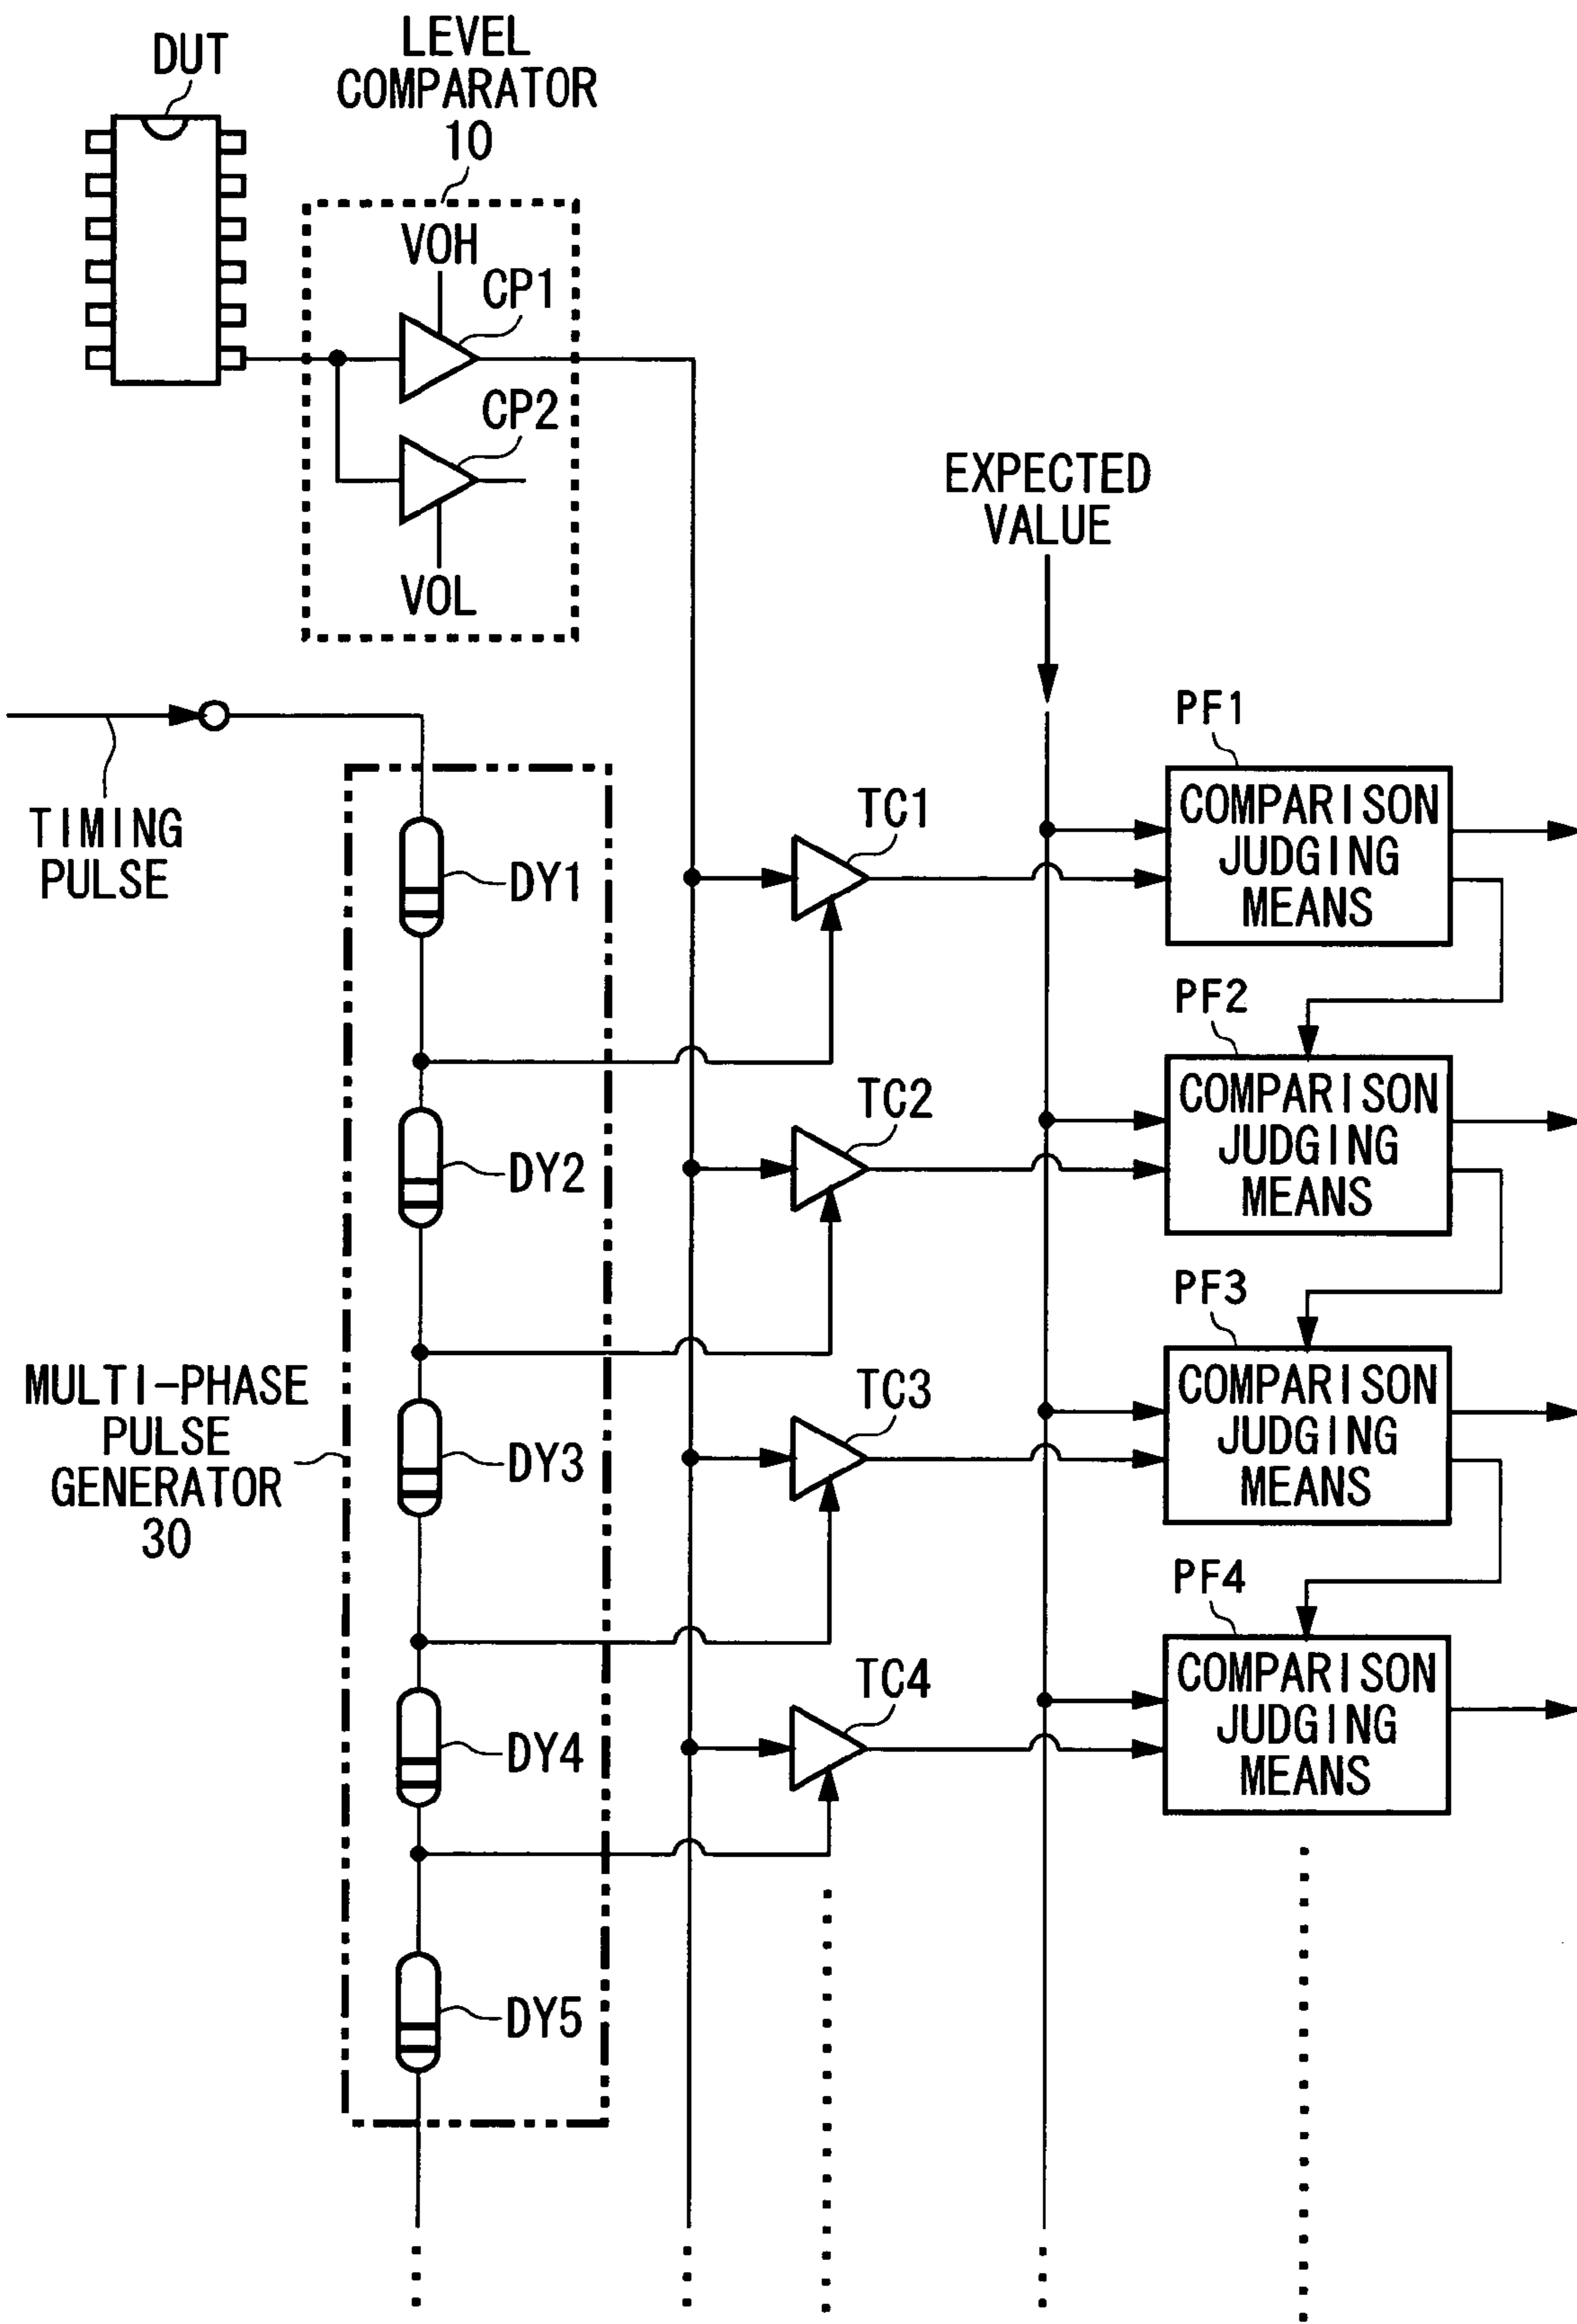 DUT
LEVEL
COMPARATOR
10
VOH
CP1
CP2
VOL
EXPECTED
VALUE
TIMING
PULSE
DY1
TC1
PF1
COMPARISON
JUDGING
MEANS
DY2
TC2
PF2
COMPARISON
JUDGING
MEANS
MULTI-PHASE
PULSE
GENERATOR
30
DY3
TC3
PF3
COMPARISON
JUDGING
MEANS
DY4
TC4
PF4
COMPARISON
JUDGING
MEANS
DY5